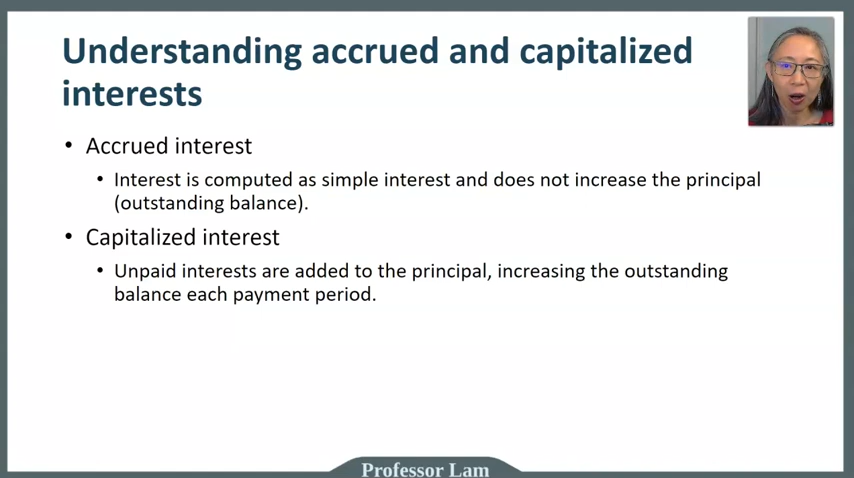 Understanding accrued and capitalized
interests
• Accrued interest
• Interest is computed as simple interest and does not increase the principal
(outstanding balance).
• Capitalized interest
• Unpaid interests are added to the principal, increasing the outstanding
balance each payment period.
Professor Lam